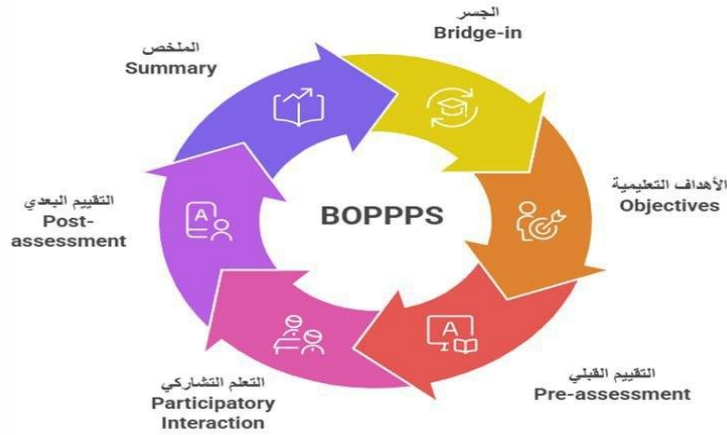 الجسر
Bridge-in
الأهداف التعليمية
Objectives
التقييم القبلي
Pre-assessment
التعلم التشاركي
Participatory
Interaction
التقييم البعدي
Post-
assessment
الملخص
Summary
BOPPPS
A
A